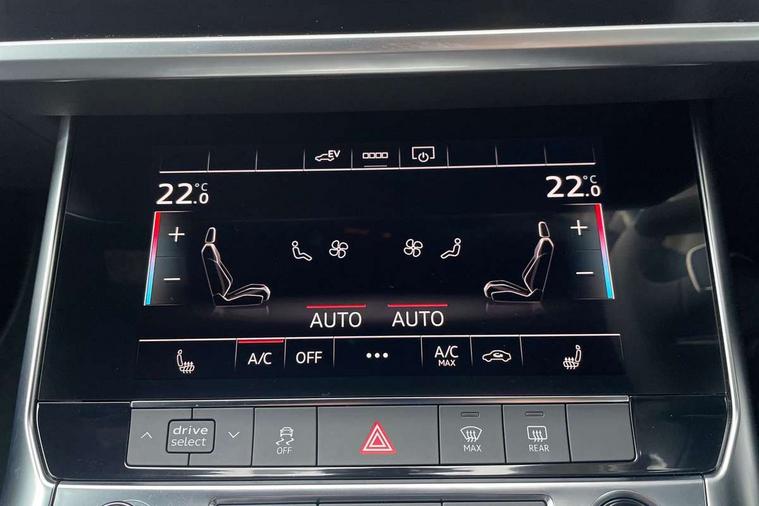 EV
22.0 °C
22.0 °C
+ +
− −
AUTO AUTO
A/C OFF ••• A/C MAX
drive select
OFF
MAX
REAR